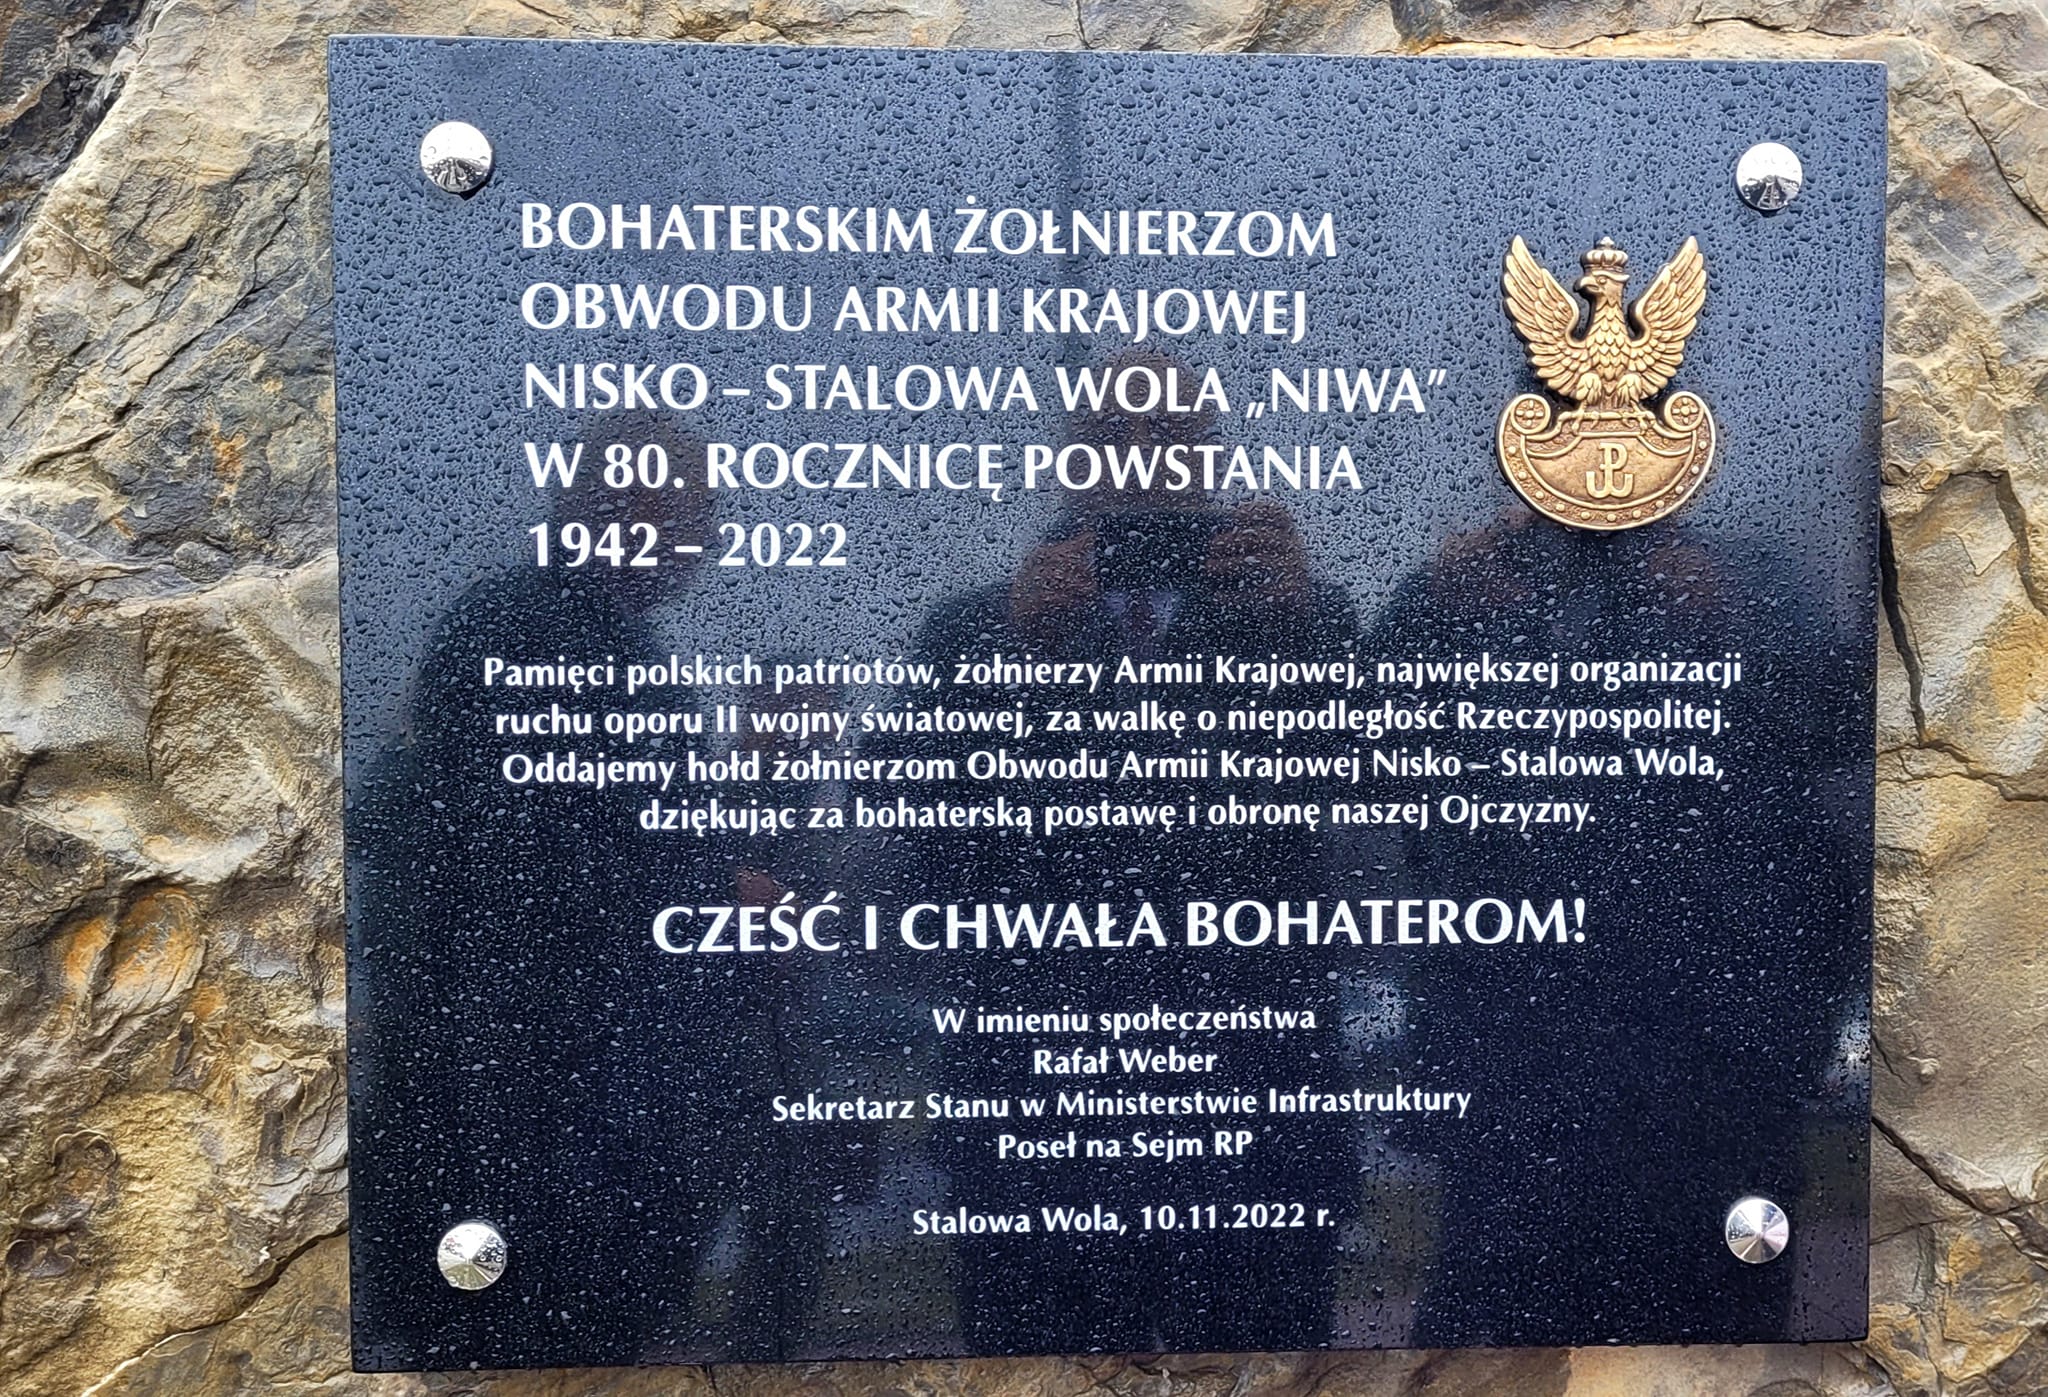 BOHATERSKIM ŻOŁNIERZOM
OBWODU ARMII KRAJOWEJ
NISKO – STALOWA WOLA „NIWA”
W 80. ROCZNICĘ POWSTANIA
1942 – 2022
Pamięci polskich patriotów, żołnierzy Armii Krajowej, największej organizacji
ruchu oporu II wojny światowej, za walkę o niepodległość Rzeczypospolitej.
Oddajemy hołd żołnierzom Obwodu Armii Krajowej Nisko – Stalowa Wola,
dziękując za bohaterską postawę i obronę naszej Ojczyzny.
CZEŚĆ I CHWAŁA BOHATEROM!
W imieniu społeczeństwa
Rafał Weber
Sekretarz Stanu w Ministerstwie Infrastruktury
Poseł na Sejm RP
Stalowa Wola, 10.11.2022 r.